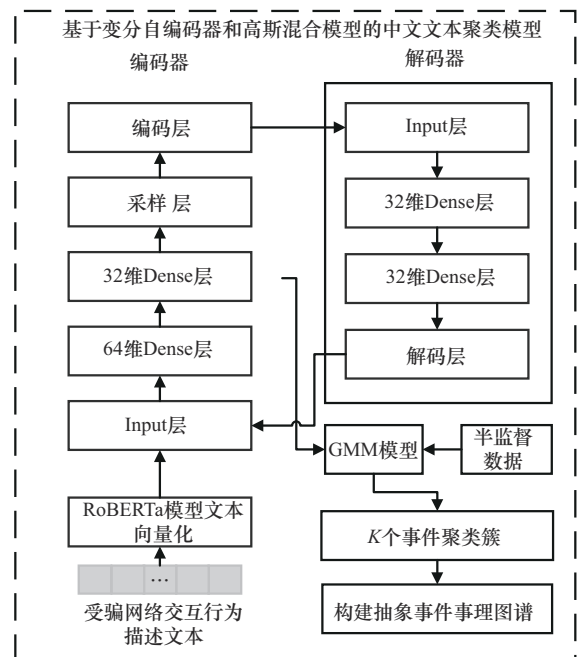 基于变分自编码器和高斯混合模型的中文文本聚类模型
编码器
解码器
编码层
采样 层
32维Dense层
64维Dense层
Input层
RoBERTa模型文本
向量化
...
受骗网络交互行为
描述文本
Input层
32维Dense层
32维Dense层
解码层
GMM模型
半监督
数据
K个事件聚类簇
构建抽象事件事理图谱